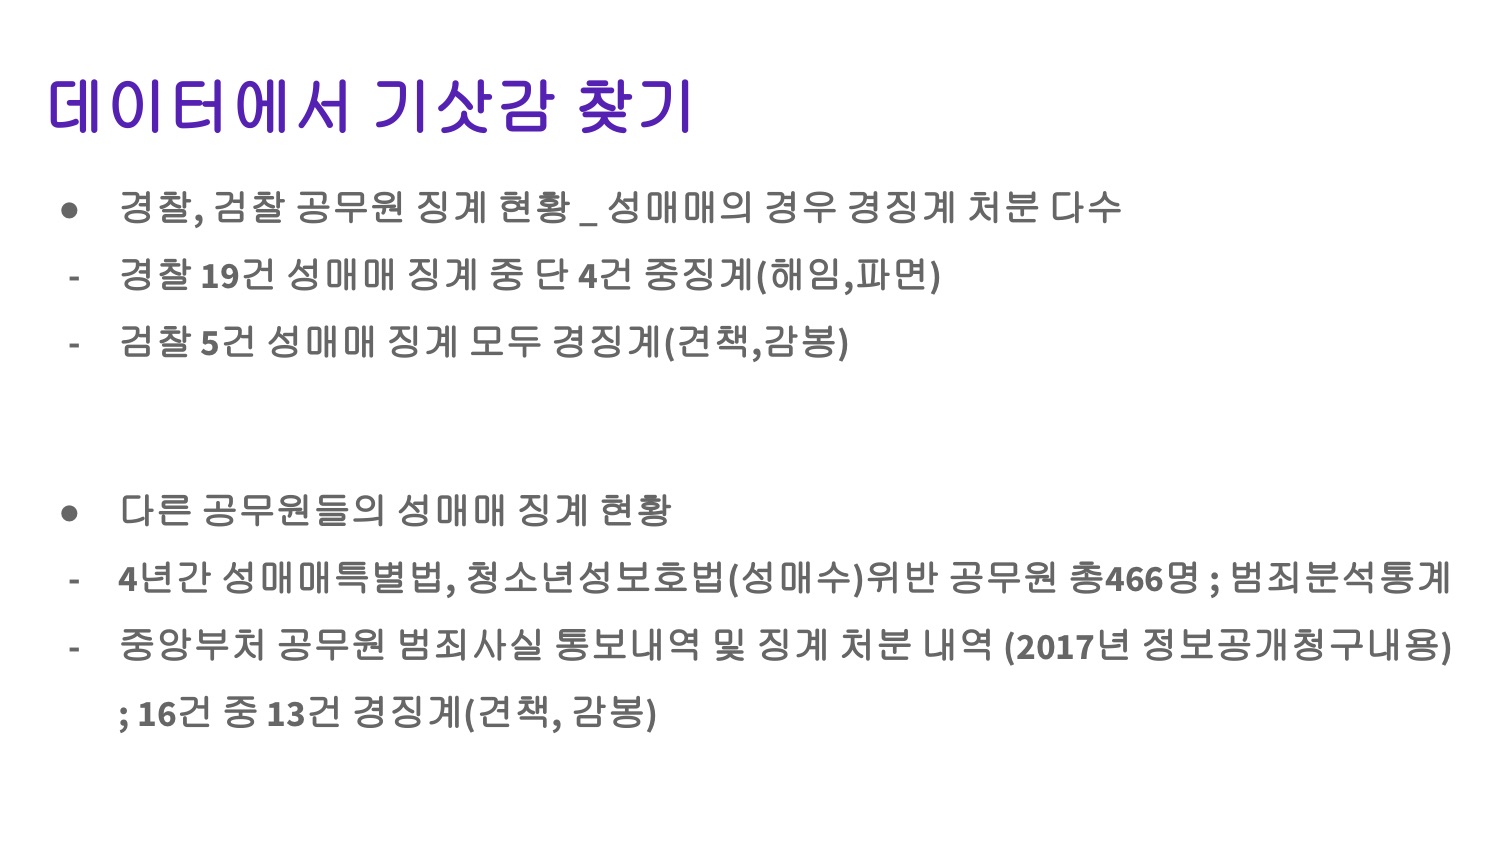 데이터에서 기삿감 찾기
● 경찰, 검찰 공무원 징계 현황 _ 성매매의 경우 경징계 처분 다수
- 경찰 19건 성매매 징계 중 단 4건 중징계(해임,파면)
- 검찰 5건 성매매 징계 모두 경징계(견책,감봉)
● 다른 공무원들의 성매매 징계 현황
- 4년간 성매매특별법, 청소년성보호법(성매수)위반 공무원 총466명 ; 범죄분석통계
- 중앙부처 공무원 범죄사실 통보내역 및 징계 처분 내역 (2017년 정보공개청구내용)
; 16건 중 13건 경징계(견책, 감봉)